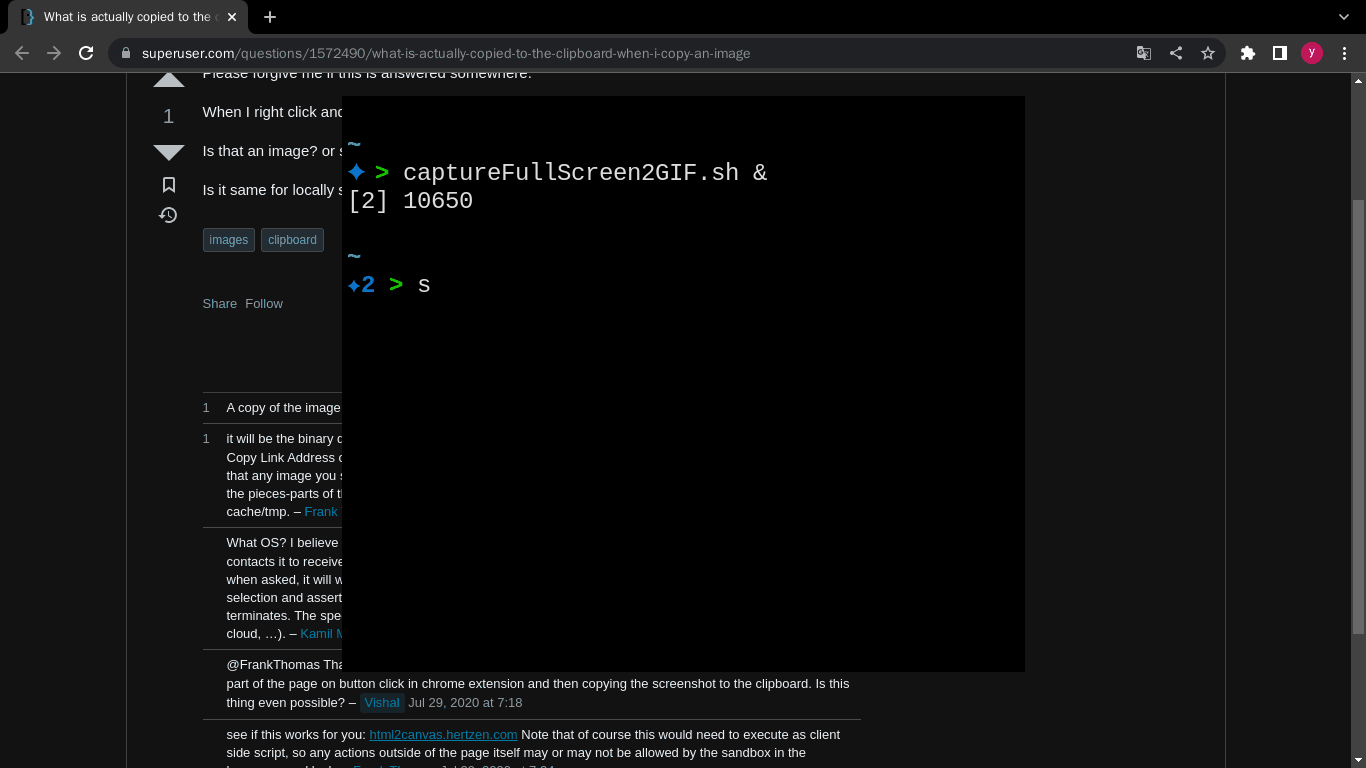 What is actually copied to the
superuser.com/questions/1572490/what-is-actually-copied-to-the-clipboard-when-i-copy-an-image
y
Please forgive me if this is answered somewhere.
1
When I right click and
Is that an image? or s
Is it same for locally s
images clipboard
Share Follow
~
> captureFullScreen2GIF.sh &
[2] 10650
~
✦2 > s
1 A copy of the image
1 it will be the binary
Copy Link Address
that any image you s
the pieces-parts of
cache/tmp. – Frank
What OS? I believe
contacts it to receive
when asked, it will w
selection and assert
terminates. The spe
cloud, …). – Kamil
@FrankThomas Tha
part of the page on button click in chrome extension and then copying the screenshot to the clipboard. Is this
thing even possible? – Vishal Jul 29, 2020 at 7:18
see if this works for you: html2canvas.hertzen.com Note that of course this would need to execute as client
side script, so any actions outside of the page itself may or may not be allowed by the sandbox in the